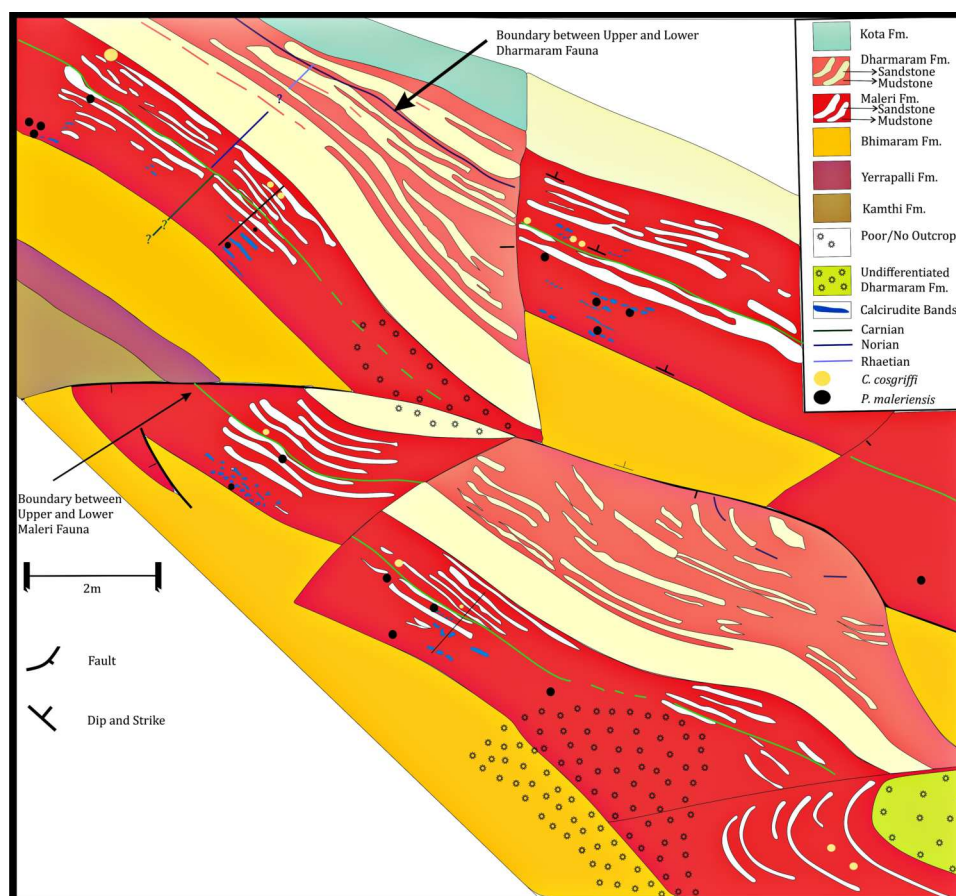 Boundary between Upper and Lower
Dharmaram Fauna
?
?
?
Boundary between
Upper and Lower
Maleri Fauna
2m
Fault
Dip and Strike
Kota Fm.
Dharmaram Fm.
Sandstone
Mudstone
Maleri Fm.
Sandstone
Mudstone
Bhimaram Fm.
Yerrapalli Fm.
Kamthi Fm.
Poor/No Outcrop
Undifferentiated
Dharmaram Fm.
Calcirudite Bands
Carnian
Norian
Rhaetian
C. cosgriffi
P. maleriensis